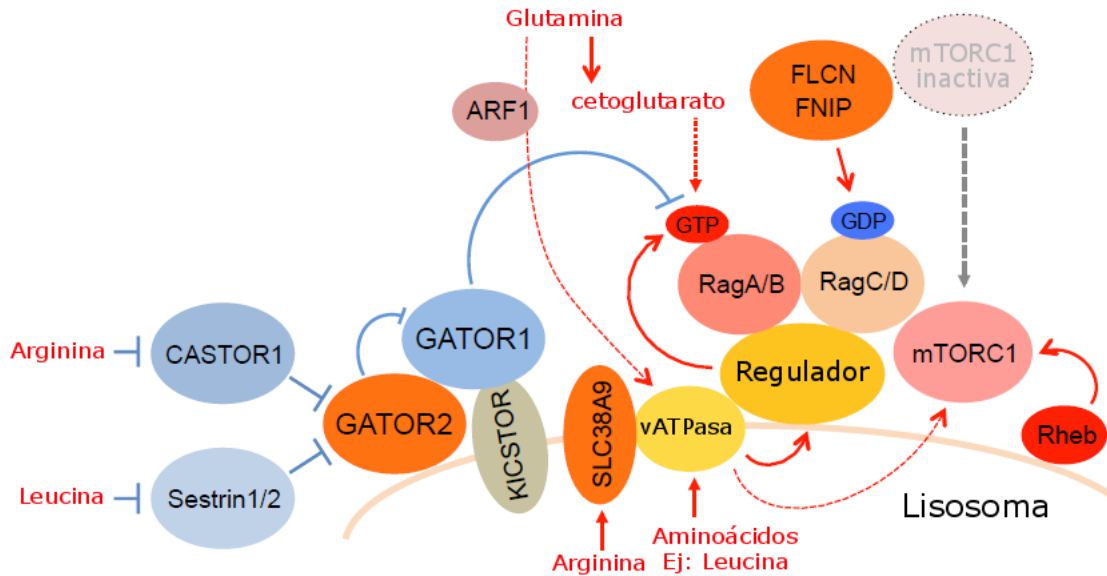 Glutamina
ARF1
cetoglutarato
FLCN
FNIP
mTORC1
inactiva
GTP
GDP
RagA/B
RagC/D
Arginina
CASTOR1
GATOR1
mTORC1
Regulador
GATOR2
KICSTOR
SLC38A9
vATPasa
Rheb
Leucina
Sestrin1/2
Lisosoma
Arginina
Aminoácidos
Ej: Leucina